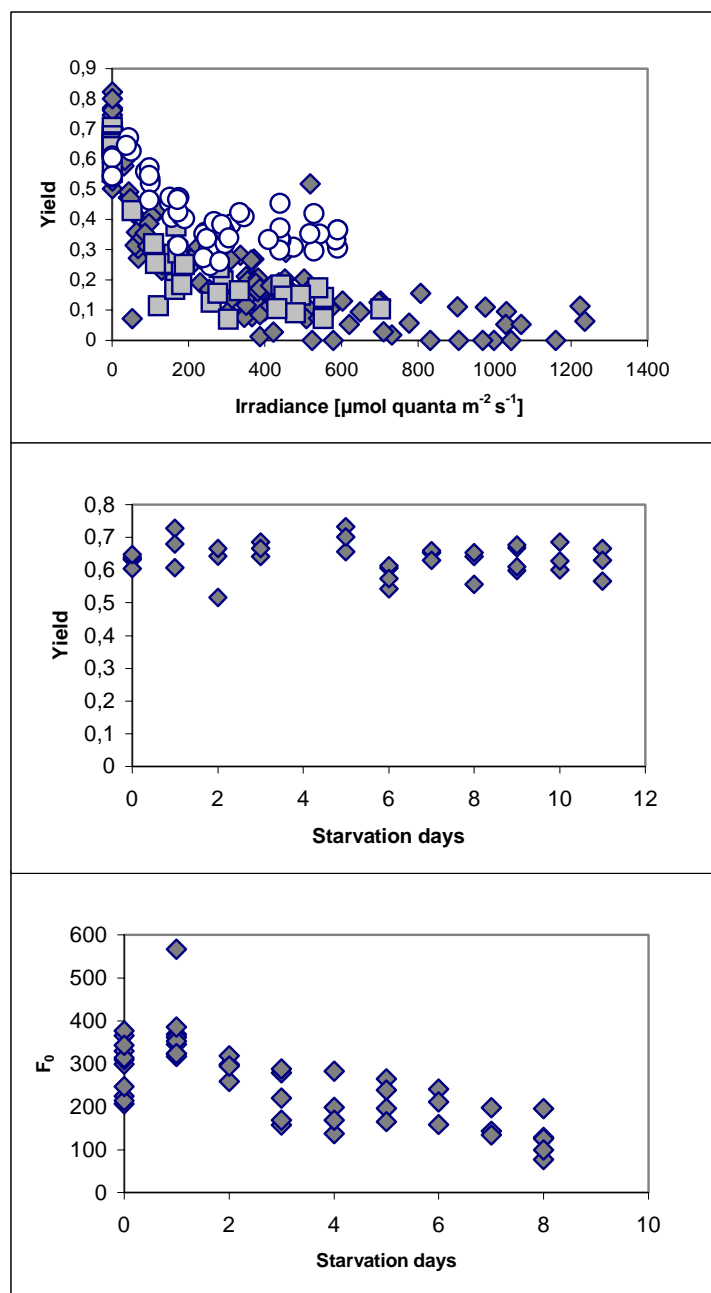 0,9
0,8
0,7
0,6
0,5
0,4
0,3
0,2
0,1
0
Yield
0 200 400 600 800 1000 1200 1400
Irradiance [µmol quanta m⁻² s⁻¹]
0,8
0,7
0,6
0,5
0,4
0,3
0,2
0,1
0
Yield
0 2 4 6 8 10 12
Starvation days
600
500
400
300
200
100
0
F₀
0 2 4 6 8 10
Starvation days